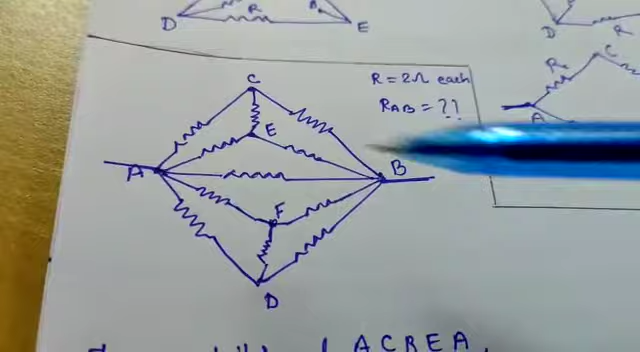 D R R E
D R
C
R = 2Ω each
R C
RAB = ??
E
A
A B
F
D
A C B E A,